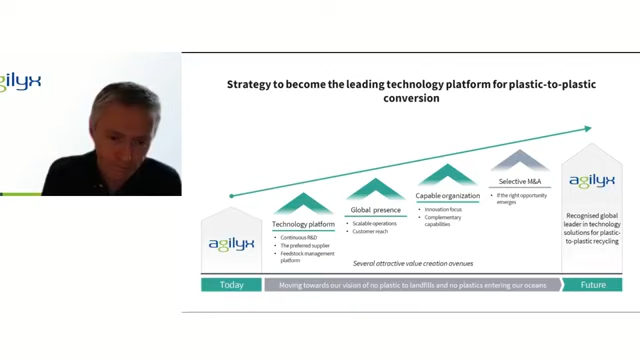 gilyx
Strategy to become the leading technology platform for plastic-to-plastic
conversion
Technology platform
• Continuous R&D
• The preferred supplier
• Feedstock management
platform
Global presence
• Scalable operations
• Customer reach
Capable organization
• Innovation focus
• Complementary
capabilities
Selective M&A
• If the right opportunity
emerges
agilyx
agilyx
Recognised global
leader in technology
solutions for plastic-
to-plastic recycling
Several attractive value creation avenues
Today
Moving towards our vision of no plastic to landfills and no plastics entering our oceans
Future